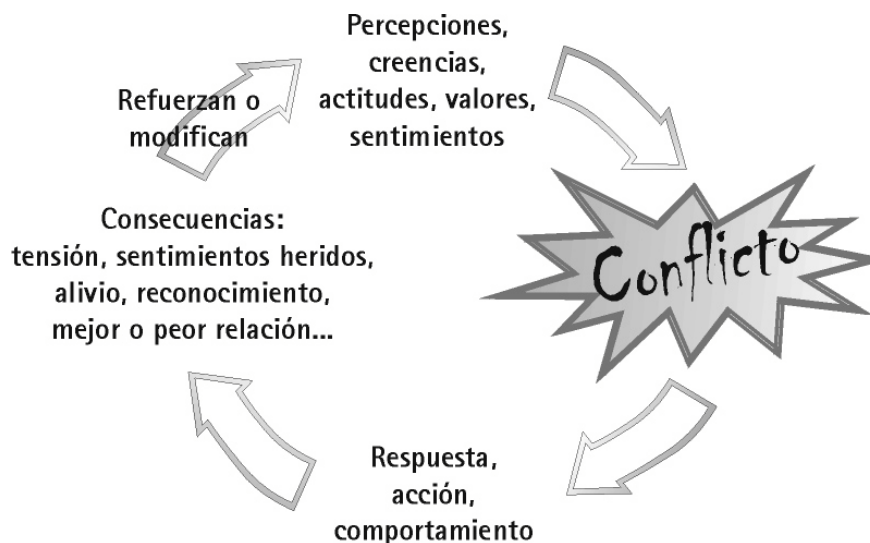 Percepciones,
creencias,
actitudes, valores,
sentimientos
Refuerzan o
modifican
Conflicto
Consecuencias:
tensión, sentimientos heridos,
alivio, reconocimiento,
mejor o peor relación...
Respuesta,
acción,
comportamiento